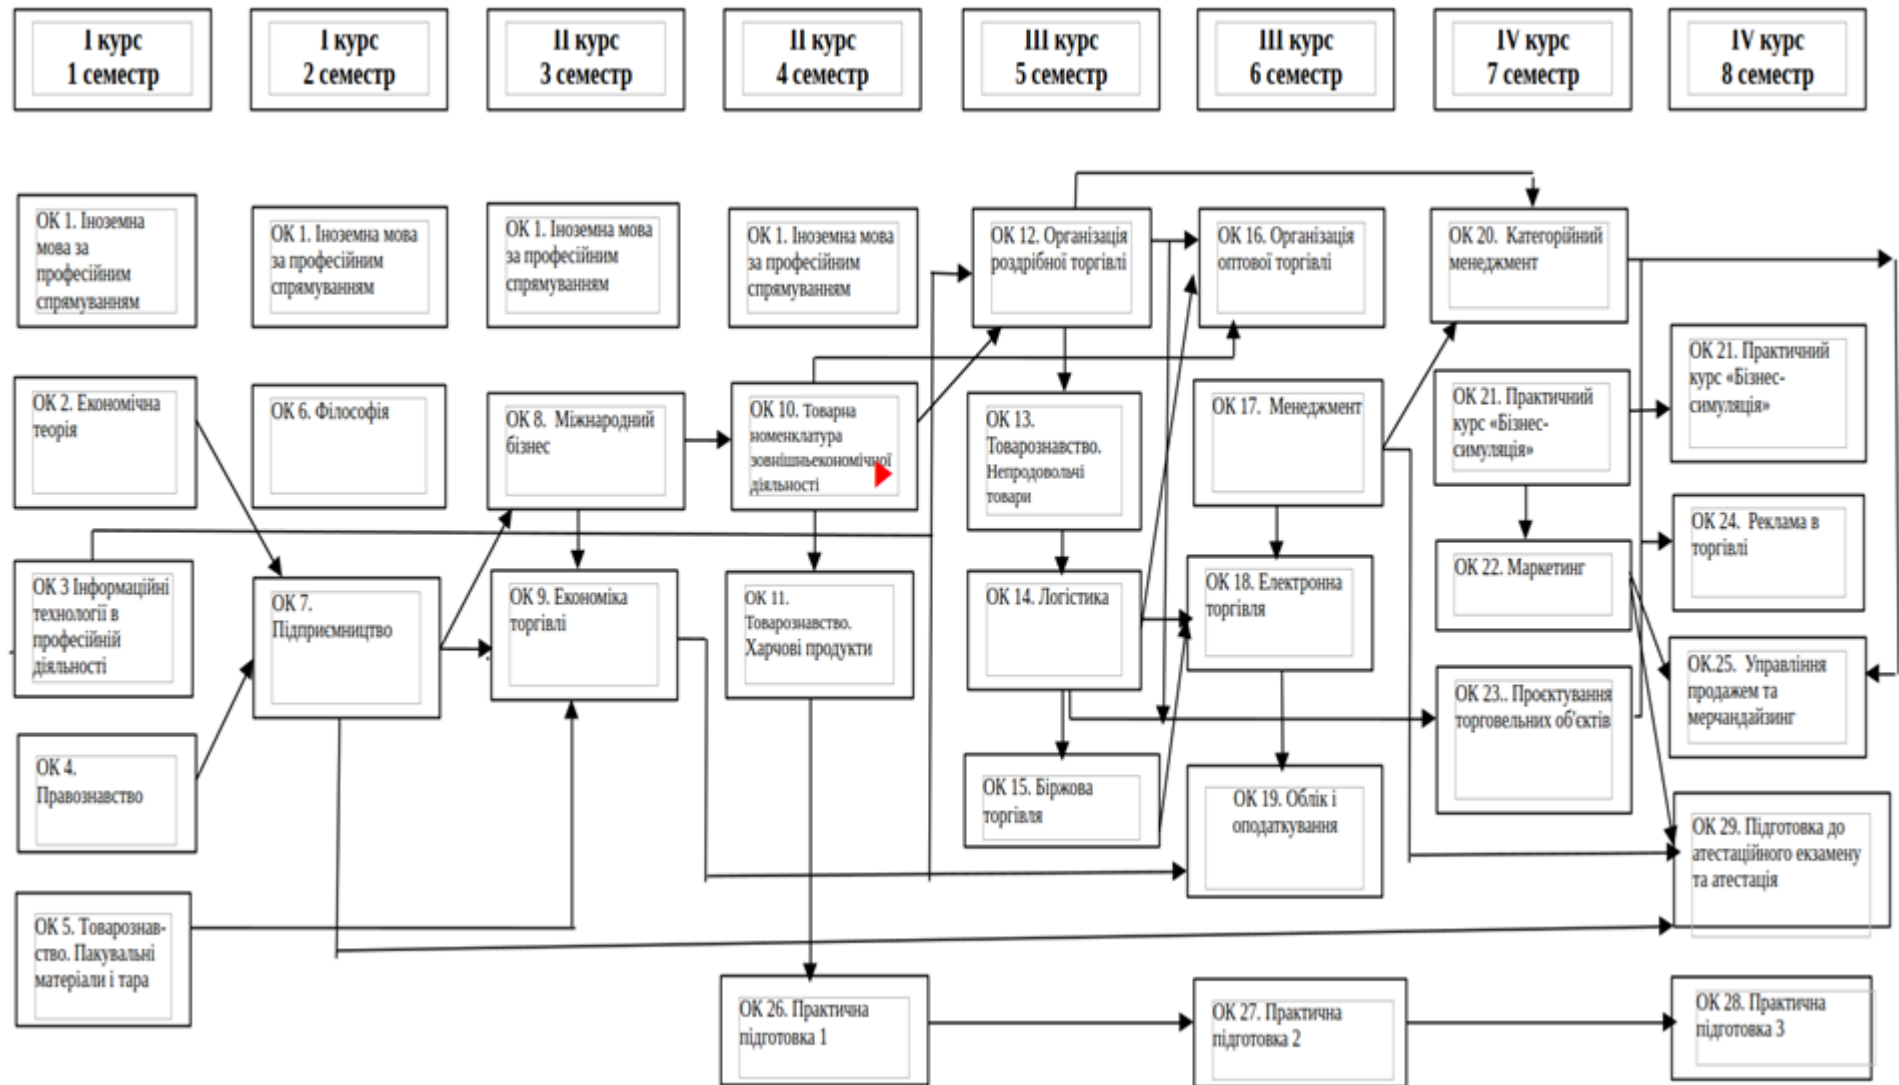 I курс
1 семестр
I курс
2 семестр
II курс
3 семестр
II курс
4 семестр
III курс
5 семестр
III курс
6 семестр
IV курс
7 семестр
IV курс
8 семестр
ОК 1. Іноземна
мова за
професійним
спрямуванням
ОК 1. Іноземна мова
за професійним
спрямуванням
ОК 1. Іноземна мова
за професійним
спрямуванням
ОК 1. Іноземна мова
за професійним
спрямуванням
ОК 12. Організація
роздрібної торгівлі
ОК 16. Організація
оптової торгівлі
ОК 20. Категорійний
менеджмент
ОК 21. Практичний
курс «Бізнес-
симуляція»
ОК 2. Економічна
теорія
ОК 6. Філософія
ОК 8. Міжнародний
бізнес
ОК 10. Товарна
номенклатура
зовнішньекономічної
діяльності
ОК 13.
Товарознавство.
Непродовольчі
товари
ОК 17. Менеджмент
ОК 21. Практичний
курс «Бізнес-
симуляція»
ОК 24. Реклама в
торгівлі
ОК 3 Інформаційні
технології в
професійній
діяльності
ОК 7.
Підприємництво
ОК 9. Економіка
торгівлі
ОК 11.
Товарознавство.
Харчові продукти
ОК 14. Логістика
ОК 18. Електронна
торгівля
ОК 22. Маркетинг
ОК.25. Управління
продажем та
мерчандайзинг
ОК 4.
Правознавство
ОК 15. Біржова
торгівля
ОК 19. Облік і
оподаткування
ОК 23.. Проєктування
торговельних об'єктів
ОК 29. Підготовка до
атестаційного екзамену
та атестація
ОК 5. Товарознав-
ство. Пакувальні
матеріали і тара
ОК 26. Практична
підготовка 1
ОК 27. Практична
підготовка 2
ОК 28. Практична
підготовка 3